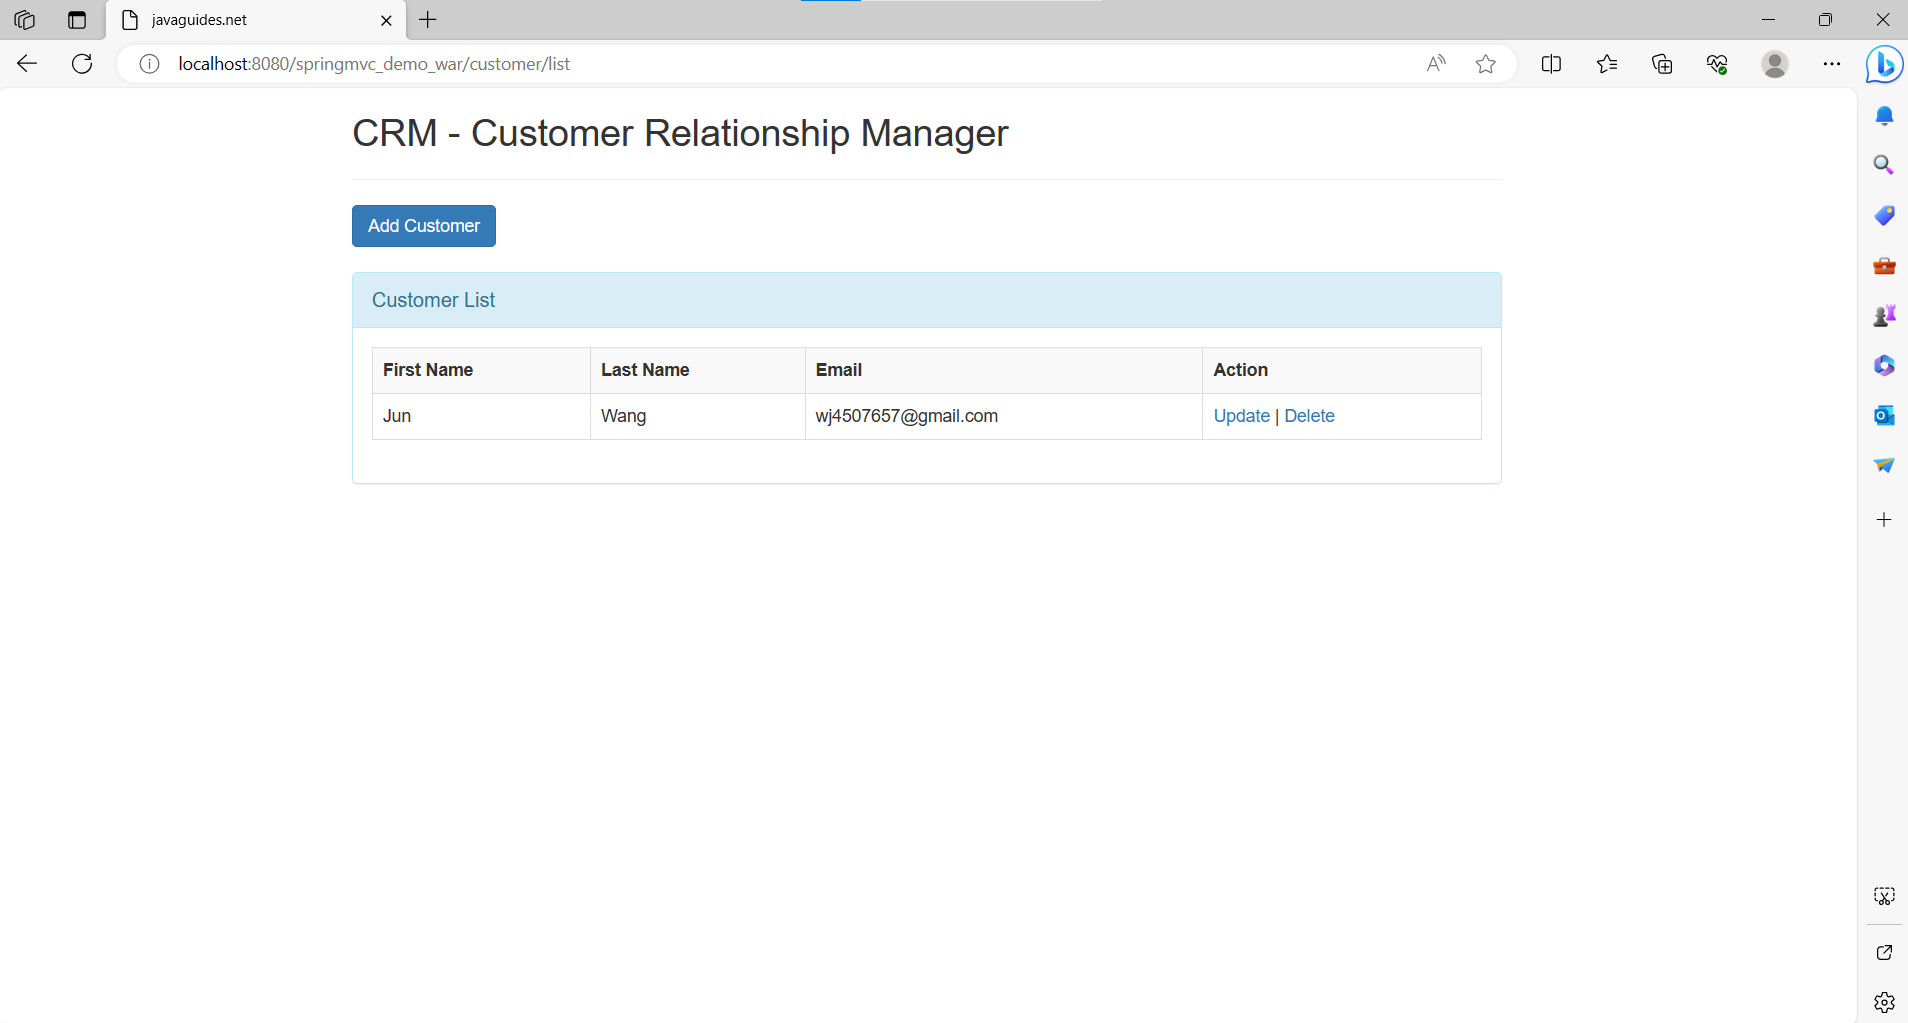 javaguides.net
localhost:8080/springmvc_demo_war/customer/list
CRM - Customer Relationship Manager
Add Customer
Customer List
First Name Last Name Email Action
Jun Wang wj4507657@gmail.com Update | Delete